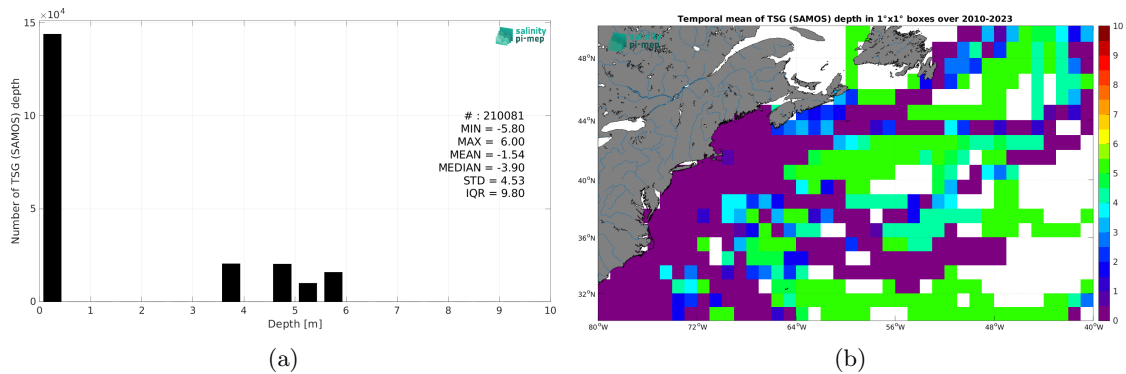 15 ×10⁴
salinity
pi-mep
# : 210081
MIN = -5.80
MAX = 6.00
MEAN = -1.54
MEDIAN = -3.90
STD = 4.53
IQR = 9.80
10
5
0
Number of TSG (SAMOS) depth
0 1 2 3 4 5 6 7 8 9 10
Depth [m]
(a)
Temporal mean of TSG (SAMOS) depth in 1°x1° boxes over 2010-2023
salinity
pi-mep
48°N
44°N
40°N
36°N
32°N
80°W 72°W 64°W 56°W 48°W 40°W
10
9
8
7
6
5
4
3
2
1
0
(b)